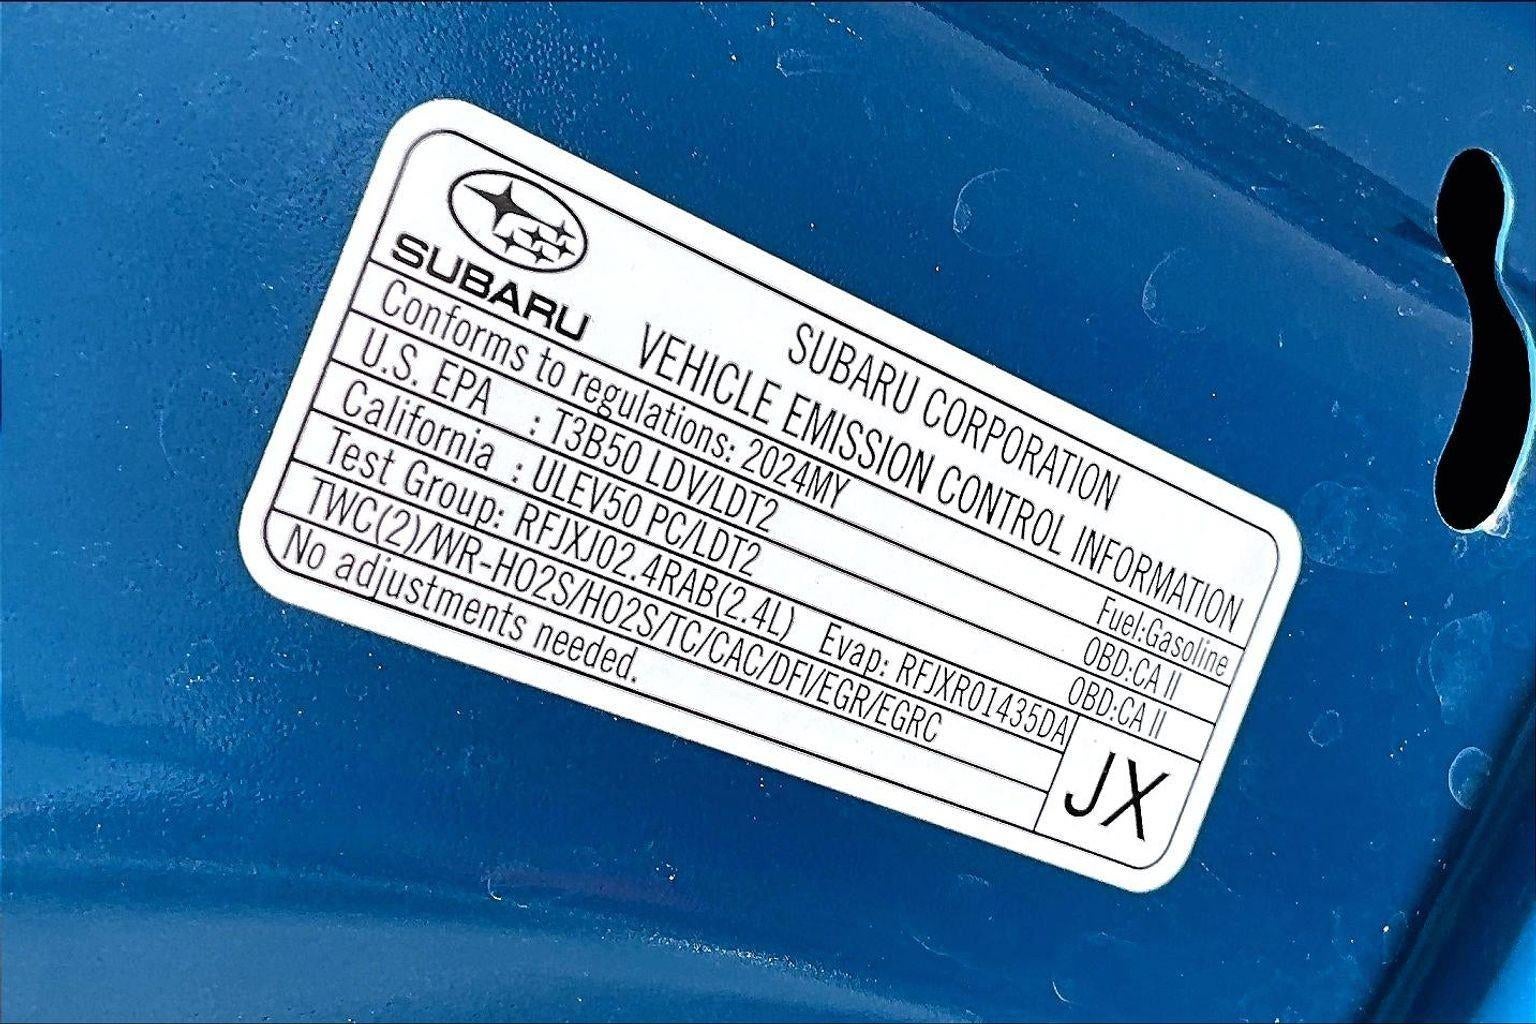 SUBARU
SUBARU CORPORATION
VEHICLE EMISSION CONTROL INFORMATION
Conforms to regulations: 2024MY Fuel:Gasoline
U.S. EPA : T3B50 LDV/LDT2 OBD:CA II
California : ULEV50 PC/LDT2 OBD:CA II
Test Group: RFJXJ02.4RAB(2.4L) Evap: RFJXR01435DA
TWC(2)/WR-HO2S/HO2S/TC/CAC/DFI/EGR/EGRC
No adjustments needed.
JX